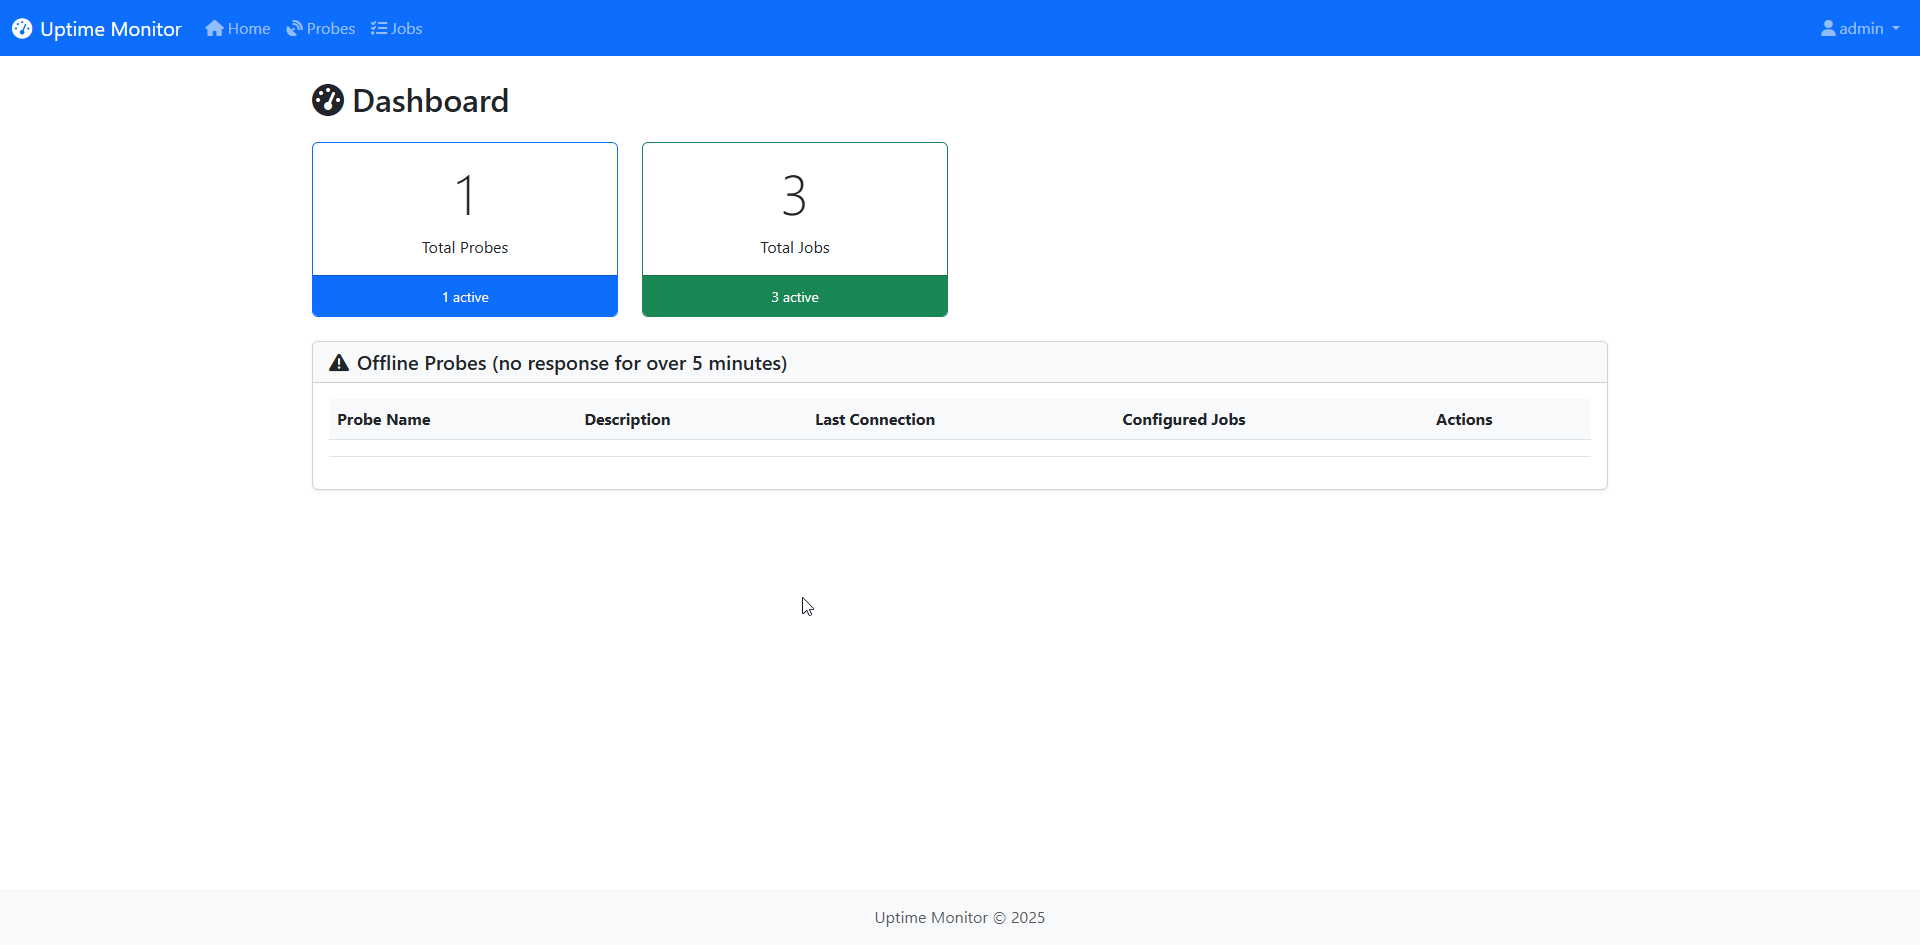 Uptime Monitor Home Probes Jobs admin
Dashboard
1
Total Probes
1 active
3
Total Jobs
3 active
Offline Probes (no response for over 5 minutes)
Probe Name Description Last Connection Configured Jobs Actions
Uptime Monitor © 2025